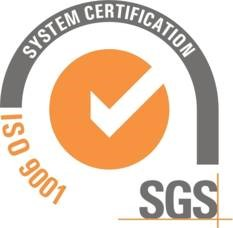 SYSTEM CERTIFICATION
ISO 9001
SGS